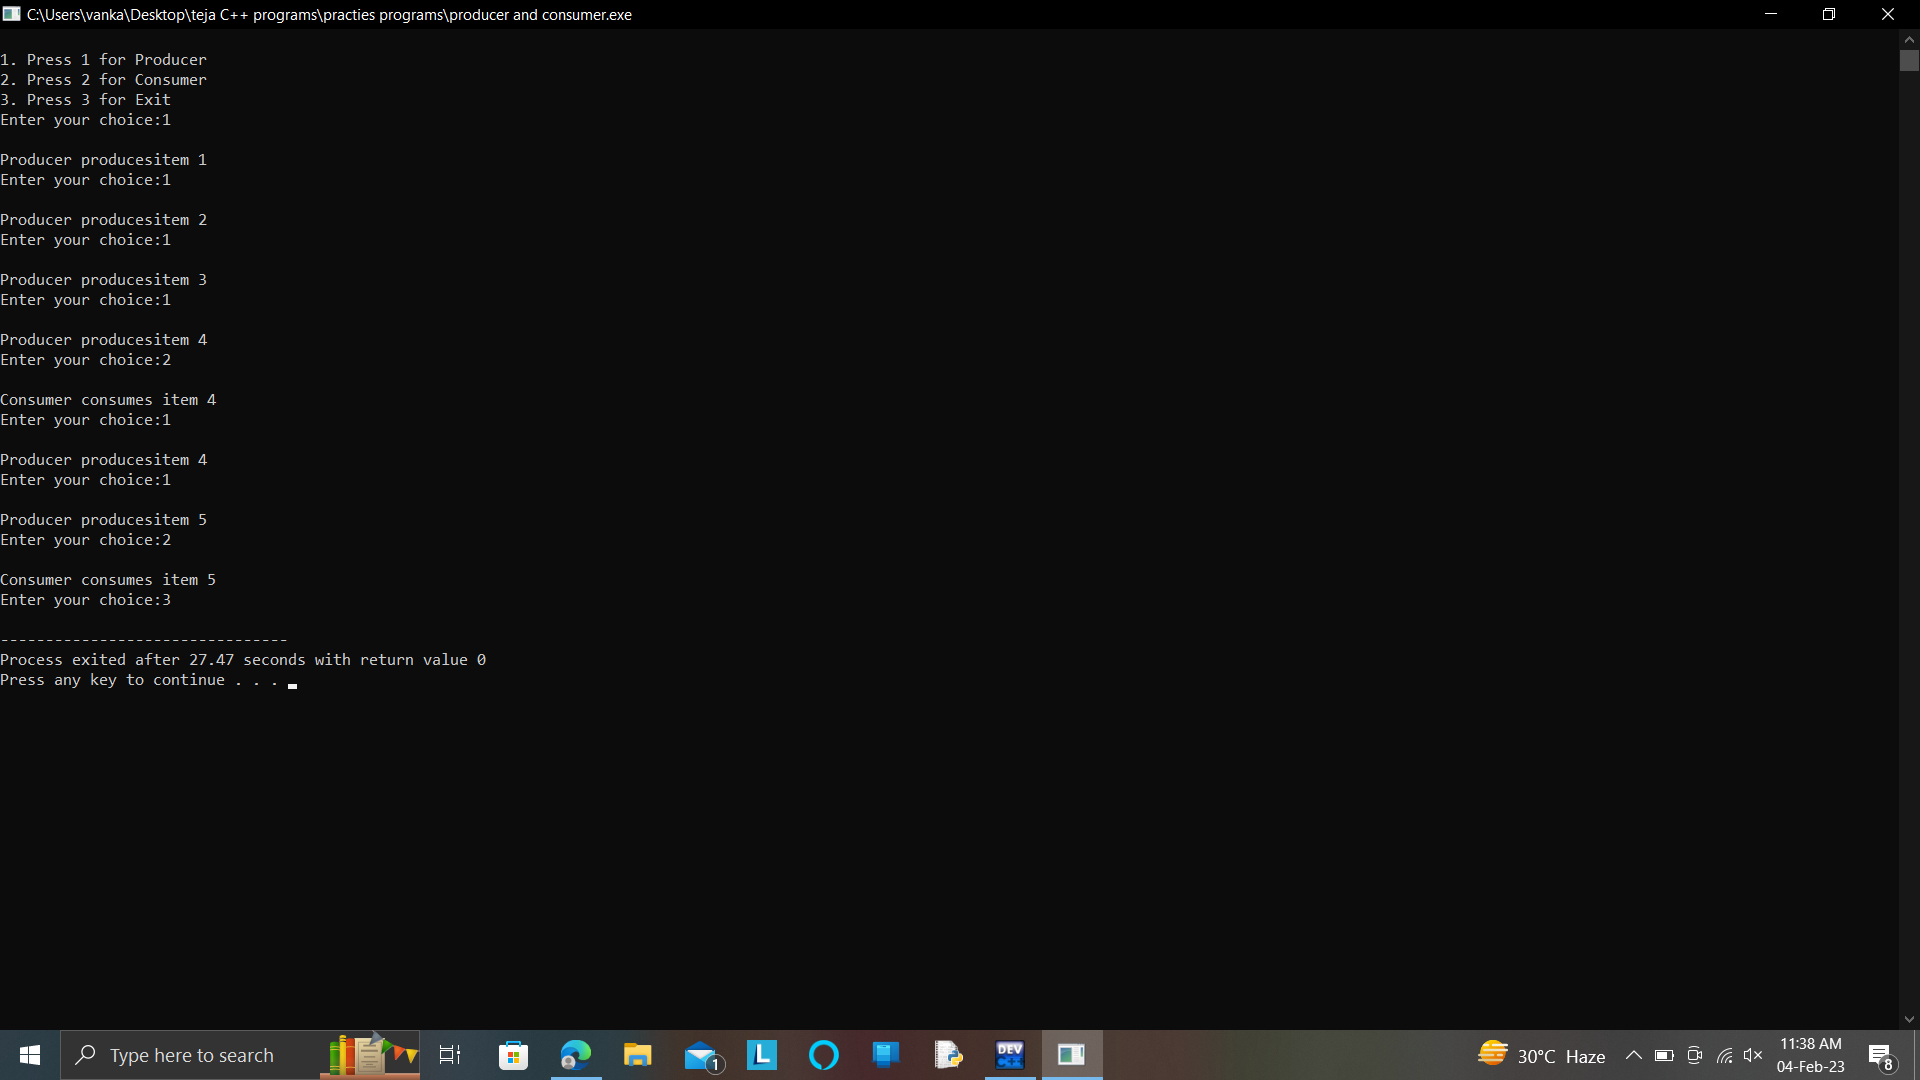 C:\Users\vanka\Desktop\teja C++ programs\practies programs\producer and consumer.exe
1. Press 1 for Producer
2. Press 2 for Consumer
3. Press 3 for Exit
Enter your choice:1
Producer producesitem 1
Enter your choice:1
Producer producesitem 2
Enter your choice:1
Producer producesitem 3
Enter your choice:1
Producer producesitem 4
Enter your choice:2
Consumer consumes item 4
Enter your choice:1
Producer producesitem 4
Enter your choice:1
Producer producesitem 5
Enter your choice:2
Consumer consumes item 5
Enter your choice:3
--------------------------------
Process exited after 27.47 seconds with return value 0
Press any key to continue . . .
Type here to search
1
L
DEV
C++
30°C Haze
11:38 AM
04-Feb-23
8